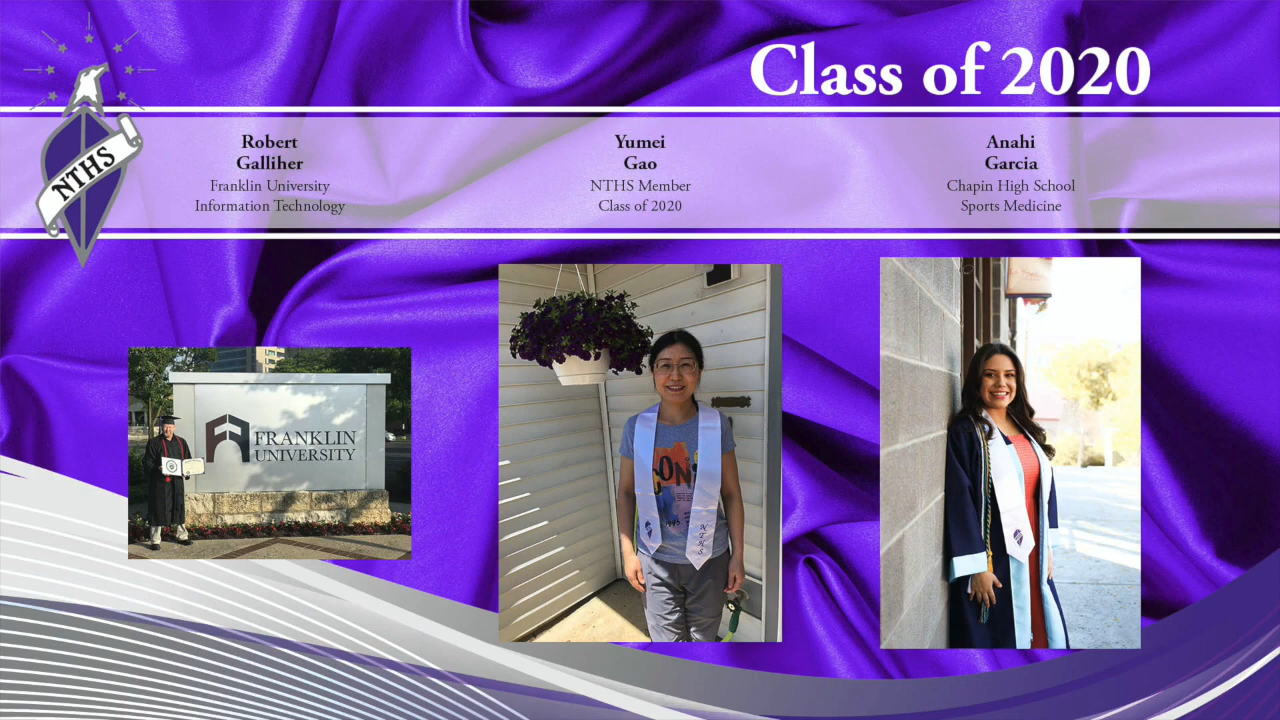 Class of 2020
NTHS
Robert
Galliher
Franklin University
Information Technology
Yumei
Gao
NTHS Member
Class of 2020
Anahi
Garcia
Chapin High School
Sports Medicine
FRANKLIN
UNIVERSITY
NTHS